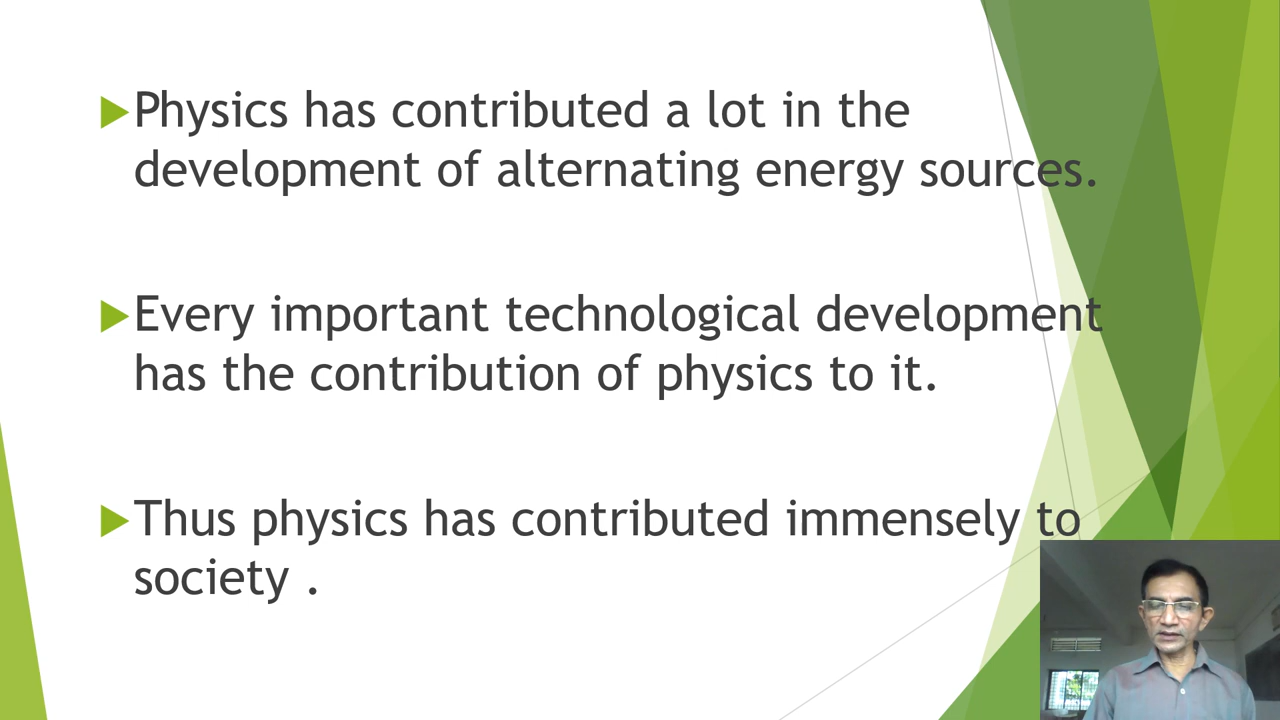 Physics has contributed a lot in the
development of alternating energy sources.
Every important technological development
has the contribution of physics to it.
Thus physics has contributed immensely to
society .